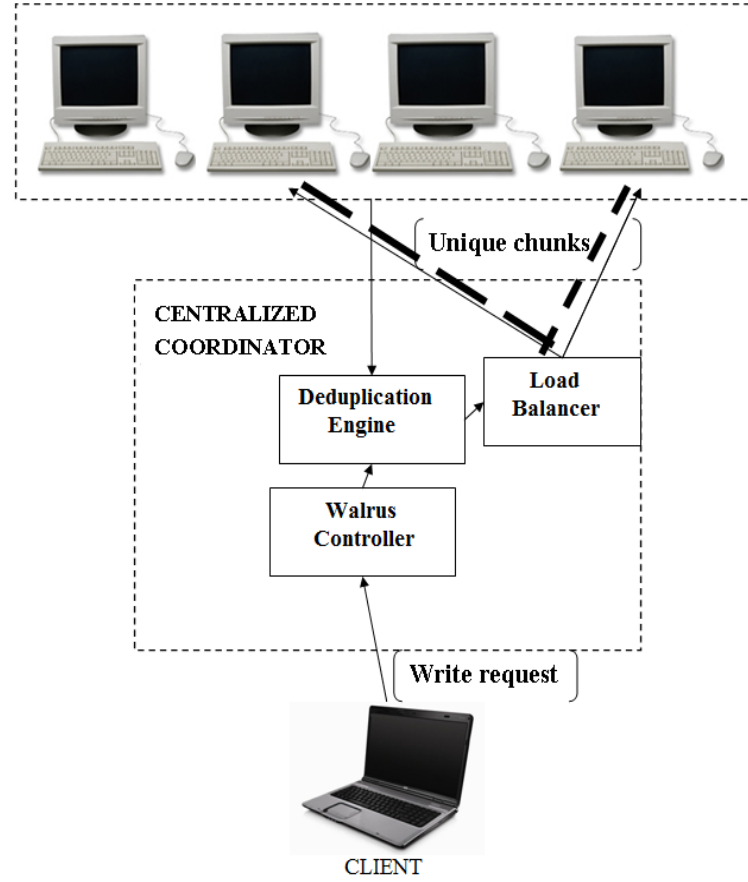 Unique chunks
CENTRALIZED
COORDINATOR
Load
Balancer
Deduplication
Engine
Walrus
Controller
Write request
CLIENT